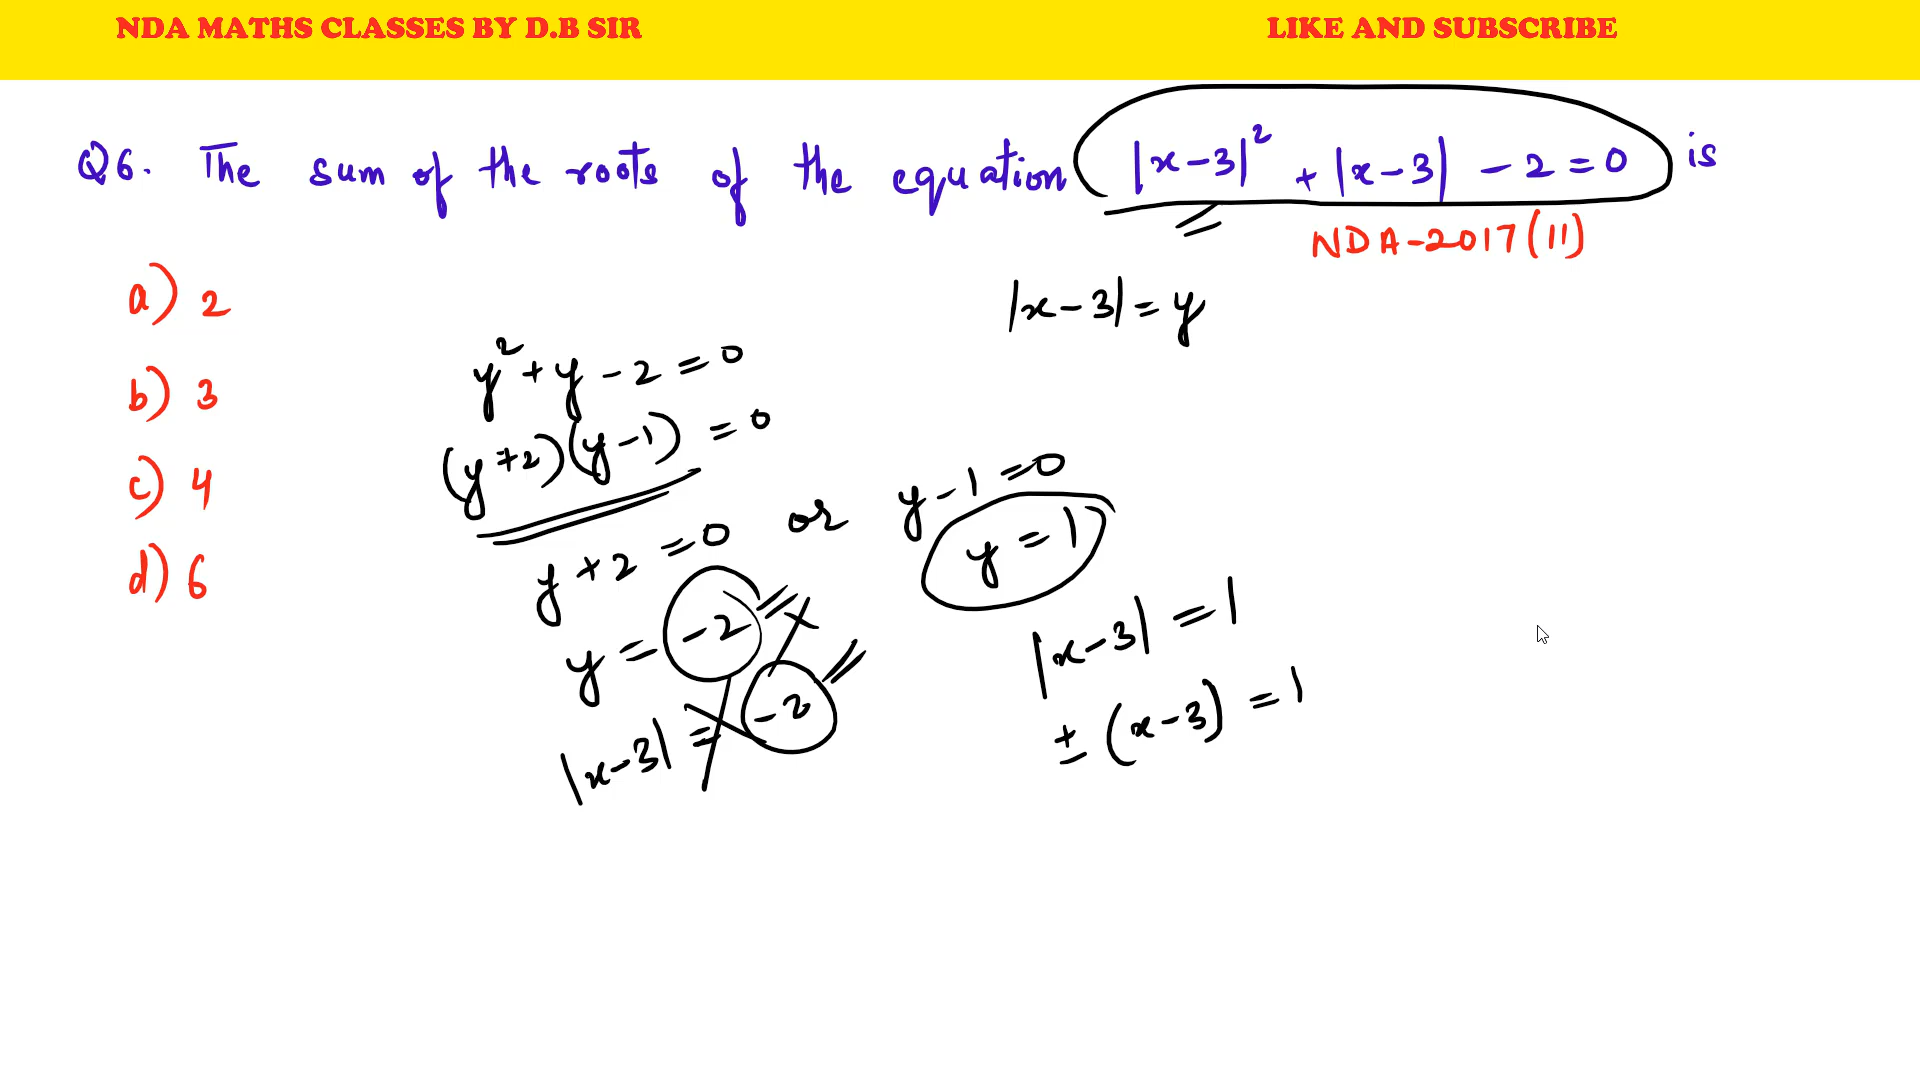 NDA MATHS CLASSES BY D.B SIR
LIKE AND SUBSCRIBE
Q6. The sum of the roots of the equation |x-3|² + |x-3| - 2 = 0 is
NDA-2017(11)
a) 2
b) 3
c) 4
d) 6
|x-3| = y
y² + y - 2 = 0
(y+2)(y-1) = 0
y + 2 = 0 or y - 1 = 0
y = -2
y = 1
|x-3| = -2
|x-3| = 1
± (x-3) = 1